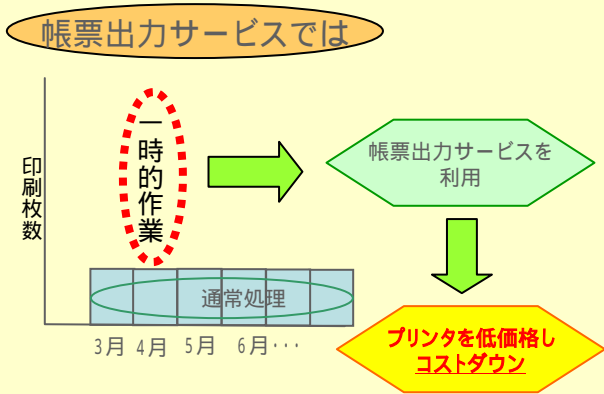 帳票出力サービスでは
一時的作業
印刷枚数
帳票出力サービスを
利用
通常処理
3月 4月 5月 6月･･･
プリンタを低価格し
コストダウン